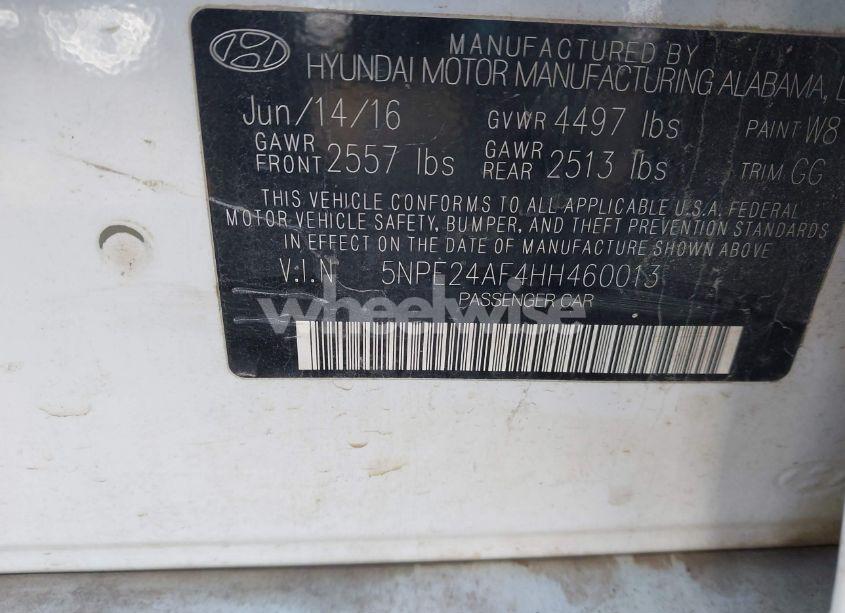 MANUFACTURED BY
HYUNDAI MOTOR MANUFACTURING ALABAMA, L
Jun/14/16 GVWR 4497 lbs PAINT W8
GAWR FRONT 2557 lbs GAWR REAR 2513 lbs TRIM GG
THIS VEHICLE CONFORMS TO ALL APPLICABLE U.S.A. FEDERAL
MOTOR VEHICLE SAFETY, BUMPER, AND THEFT PREVENTION STANDARDS
IN EFFECT ON THE DATE OF MANUFACTURE SHOWN ABOVE
V.I.N 5NPE24AF4HH460013
PASSENGER CAR
wheelwise